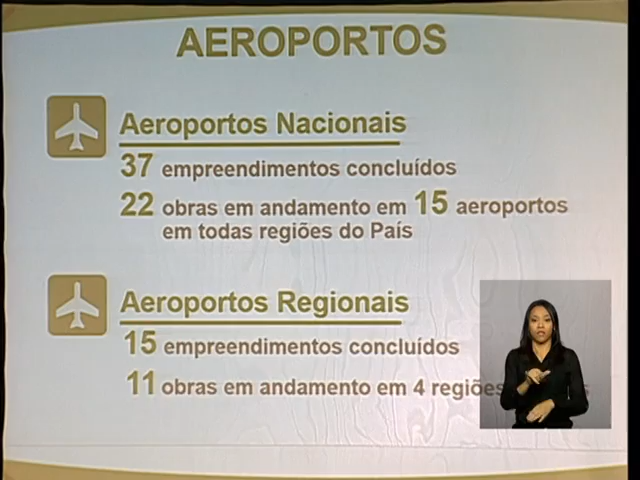 AEROPORTOS
Aeroportos Nacionais
37 empreendimentos concluídos
22 obras em andamento em 15 aeroportos
em todas regiões do País
Aeroportos Regionais
15 empreendimentos concluídos
11 obras em andamento em 4 regiões